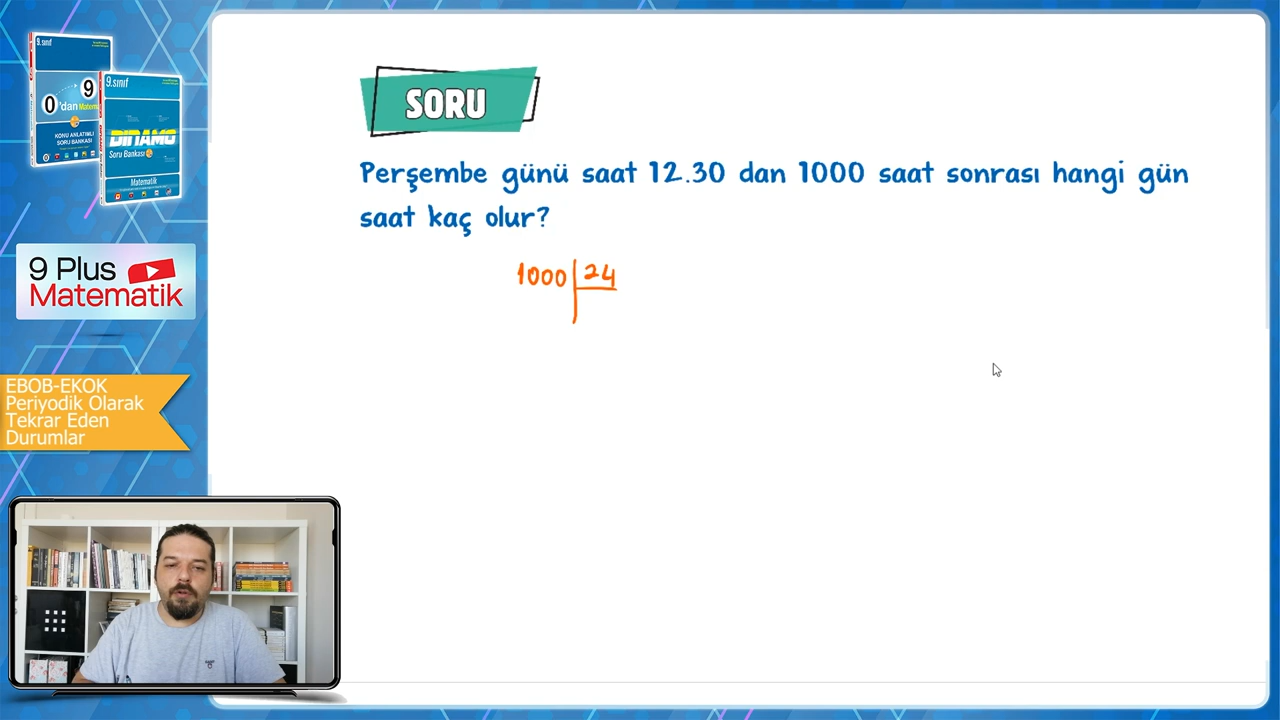 9.sınıf
0'dan 9
Matematik
KONU ANLATIMLI
SORU BANKASI
9.sınıf
DİNAMO
Soru Bankası
Matematik
SORU
Perşembe günü saat 12.30 dan 1000 saat sonrası hangi gün
saat kaç olur?
1000 24
9 Plus
Matematik
EBOB-EKOK
Periyodik Olarak
Tekrar Eden
Durumlar